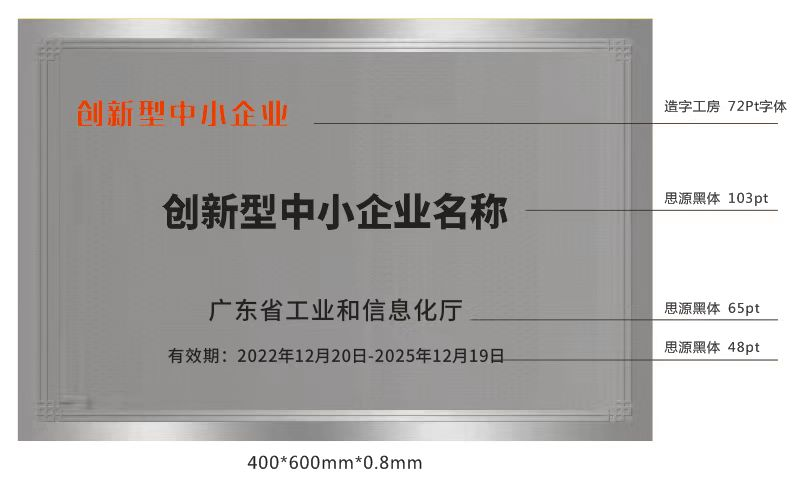 创新型中小企业
造字工房 72Pt字体
创新型中小企业名称
思源黑体 103pt
广东省工业和信息化厅
思源黑体 65pt
有效期：2022年12月20日-2025年12月19日
思源黑体 48pt
400*600mm*0.8mm